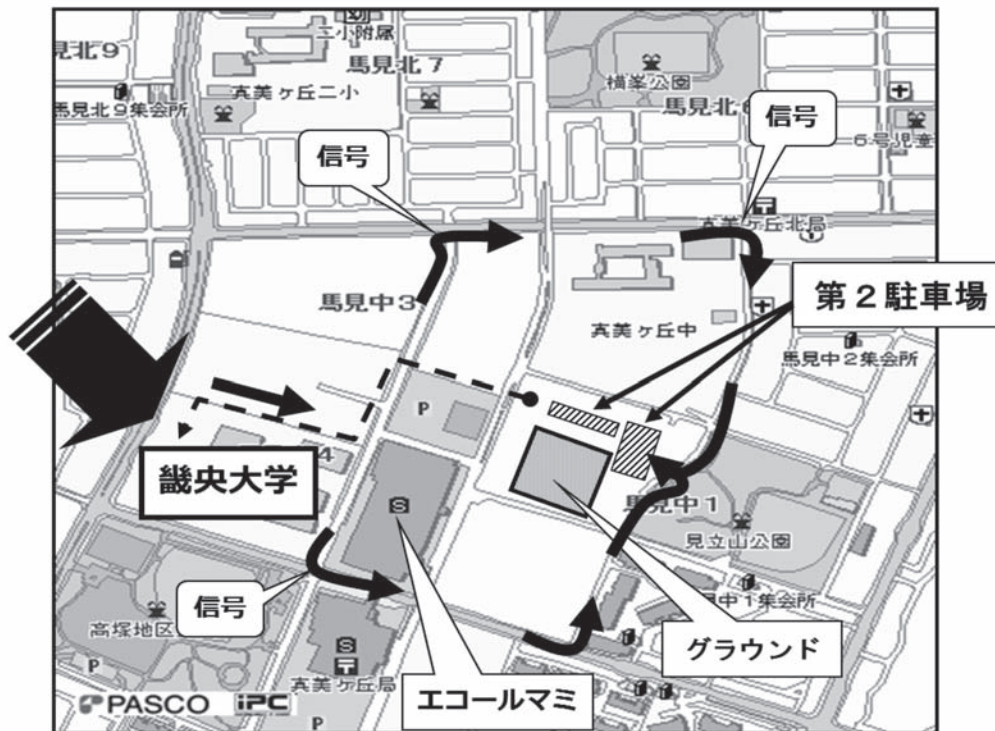 二小附属
馬見北7
見北9
真美ヶ丘二小
横峯公園
馬見北9集会所
馬見北6
信号
信号
6号児童
真美ヶ丘北局
馬見中3
第2駐車場
真美ヶ丘中
馬見中2集会所
P
4
畿央大学
S
馬見中1
見立山公園
信号
見中1集会所
高塚地区
グラウンド
S
P
真美ヶ丘局
エコールマミ
PASCO iPC
P